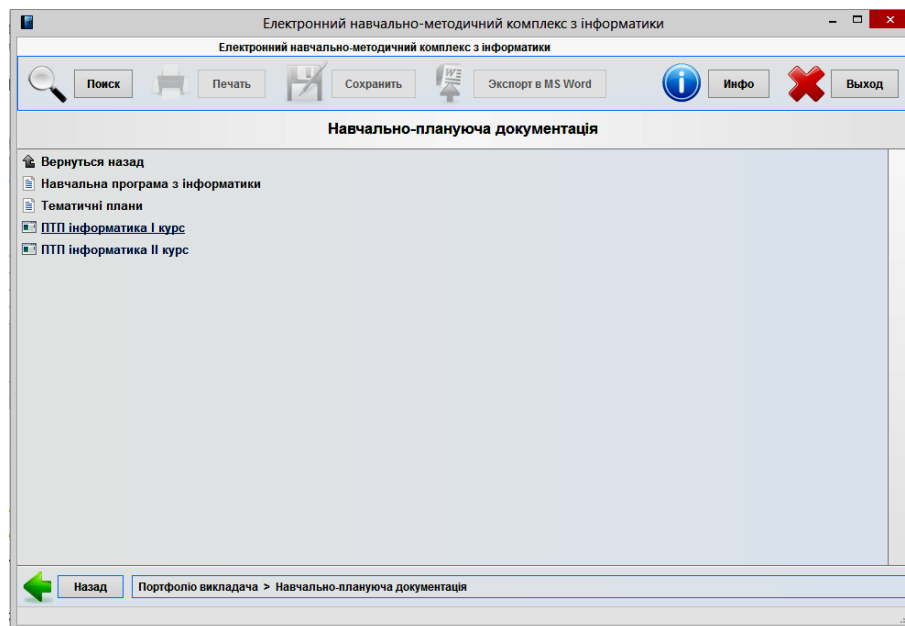 Електронний навчально-методичний комплекс з інформатики
Електронний навчально-методичний комплекс з інформатики
Поиск Печать Сохранить Экспорт в MS Word Инфо Выход
Навчально-плануюча документація
Вернуться назад
Навчальна програма з інформатики
Тематичні плани
ПТП інформатика І курс
ПТП інформатика ІІ курс
Назад Портфоліо викладача > Навчально-плануюча документація